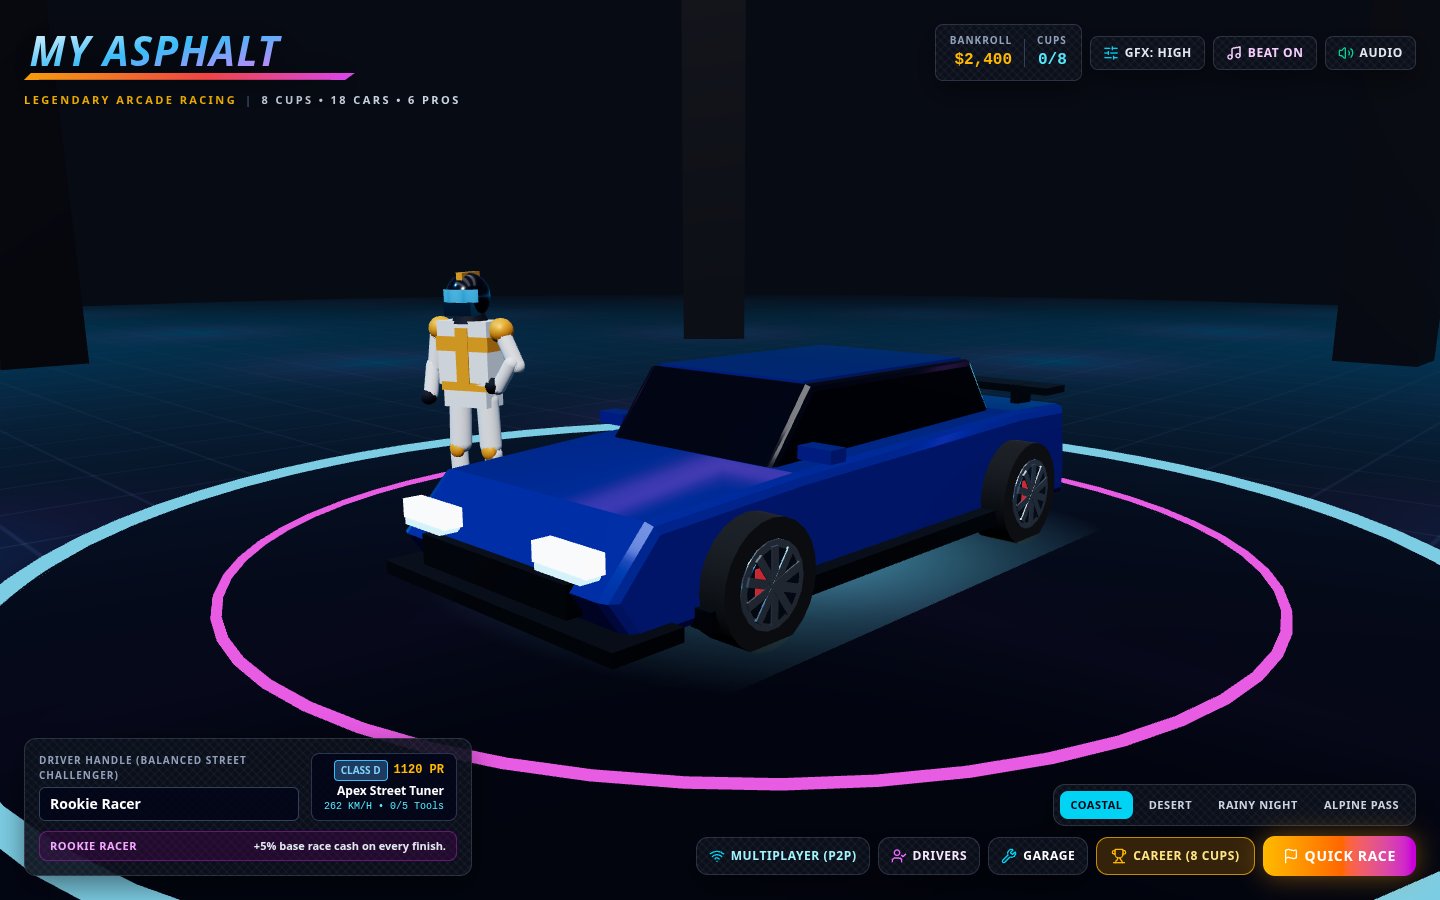 MY ASPHALT
LEGENDARY ARCADE RACING | 8 CUPS • 18 CARS • 6 PROS
BANKROLL
$2,400
CUPS
0/8
GFX: HIGH
BEAT ON
AUDIO
DRIVER HANDLE (BALANCED STREET
CHALLENGER)
Rookie Racer
CLASS D 1120 PR
Apex Street Tuner
262 KM/H • 0/5 Tools
ROOKIE RACER
+5% base race cash on every finish.
COASTAL
DESERT
RAINY NIGHT
ALPINE PASS
MULTIPLAYER (P2P)
DRIVERS
GARAGE
CAREER (8 CUPS)
QUICK RACE